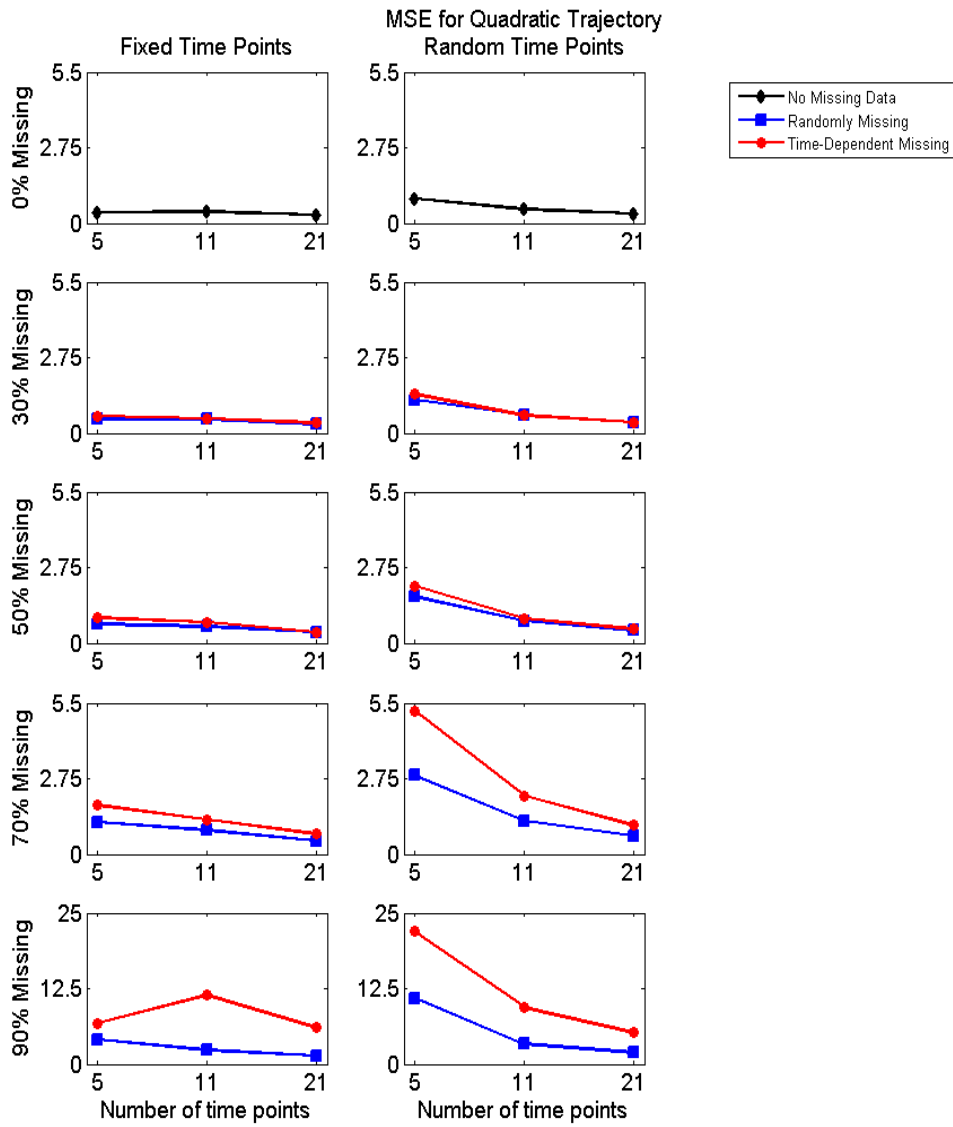 MSE for Quadratic Trajectory
Fixed Time Points
Random Time Points
No Missing Data
Randomly Missing
Time-Dependent Missing
0% Missing
5.5
2.75
0
5 11 21
5.5
2.75
0
5 11 21
30% Missing
5.5
2.75
0
5 11 21
5.5
2.75
0
5 11 21
50% Missing
5.5
2.75
0
5 11 21
5.5
2.75
0
5 11 21
70% Missing
5.5
2.75
0
5 11 21
5.5
2.75
0
5 11 21
90% Missing
25
12.5
0
5 11 21
Number of time points
25
12.5
0
5 11 21
Number of time points